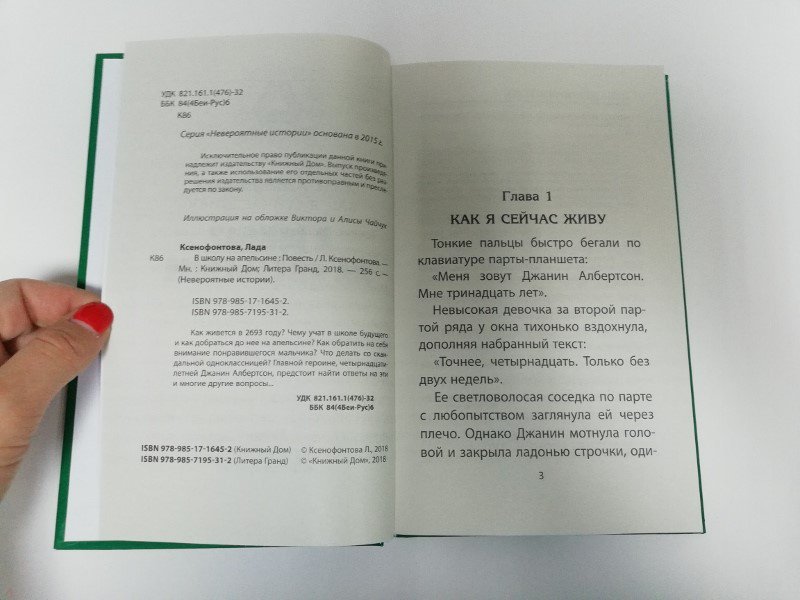 УДК 821.161.1(476)-32
ББК 84(4Беи-Рус)6
К86
Серия «Невероятные истории» основана в 2015 г.
Исключительное право публикации данной книги при-
надлежит издательству «Книжный Дом». Выпуск произведе-
ния, а также использование его отдельных частей без раз-
решения издательства является противоправным и пресле-
дуется по закону.
Иллюстрация на обложке Виктора и Алисы Чайчук
Ксенофонтова, Лада
К86 В школу на апельсине : Повесть / Л. Ксенофонтова. —
Мн. : Книжный Дом; Литера Гранд, 2018. — 256 с. —
(Невероятные истории).
ISBN 978-985-17-1645-2.
ISBN 978-985-7195-31-2.
Как живется в 2693 году? Чему учат в школе будущего
и как добраться до нее на апельсине? Как обратить на себя
внимание понравившегося мальчика? Что делать со скан-
дальной одноклассницей? Главной героине, четырнадцати-
летней Джанин Албертсон, предстоит найти ответы на эти
и многие другие вопросы...
УДК 821.161.1(476)-32
ББК 84(4Беи-Рус)6
ISBN 978-985-17-1645-2 (Книжный Дом) © Ксенофонтова Л., 2018
ISBN 978-985-7195-31-2 (Литера Гранд) © «Книжный Дом», 2018
Глава 1
КАК Я СЕЙЧАС ЖИВУ
Тонкие пальцы быстро бегали по
клавиатуре парты-планшета:
«Меня зовут Джанин Албертсон.
Мне тринадцать лет».
Невысокая девочка за второй пар-
той ряда у окна тихонько вздохнула,
дополняя набранный текст:
«Точнее, четырнадцать. Только без
двух недель».
Ее светловолосая соседка по парте
с любопытством заглянула ей через
плечо. Однако Джанин мотнула голо-
вой и закрыла ладонью строчки, оди-
3